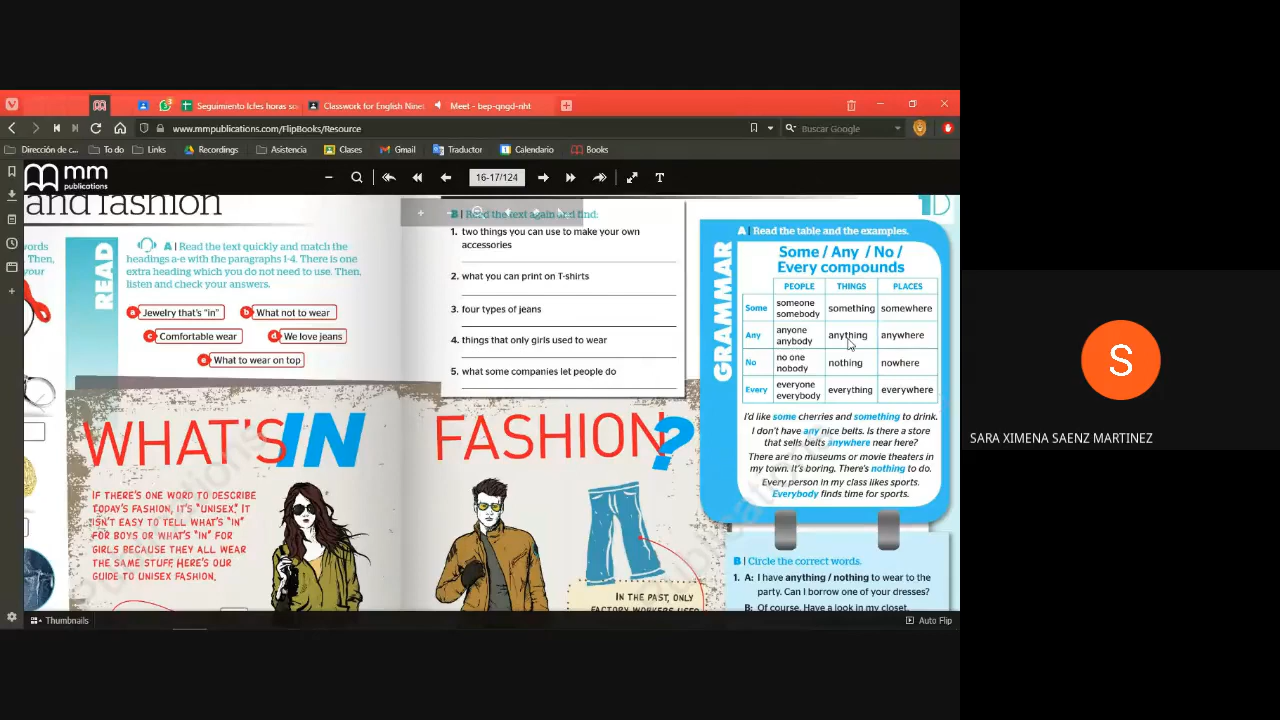 Seguimiento Icfes horas so
Classwork for English Nine
Meet - bep-qngd-nht
www.mmpublications.com/FlipBooks/Resource
Buscar Google
Dirección de c...
To do
Links
Recordings
Asistencia
Clases
Gmail
Traductor
Calendario
Books
mm
publications
16-17/124
T
and fashion
words
Then,
your
READ
A | Read the text quickly and match the
headings a-e with the paragraphs 1-4. There is one
extra heading which you do not need to use. Then,
listen and check your answers.
a Jewelry that's "in"
b What not to wear
c Comfortable wear
d We love jeans
e What to wear on top
B | Read the text again and find:
1. two things you can use to make your own
accessories
2. what you can print on T-shirts
3. four types of jeans
4. things that only girls used to wear
5. what some companies let people do
WHAT'S IN FASHION?
IF THERE'S ONE WORD TO DESCRIBE
TODAY'S FASHION, IT'S "UNISEX." IT
ISN'T EASY TO TELL WHAT'S "IN"
FOR BOYS OR WHAT'S "IN" FOR
GIRLS BECAUSE THEY ALL WEAR
THE SAME STUFF. HERE'S OUR
GUIDE TO UNISEX FASHION.
IN THE PAST, ONLY
FACTORY WORKERS USED
1D
GRAMMAR
A | Read the table and the examples.
Some / Any / No /
Every compounds
PEOPLE THINGS PLACES
Some someone somebody something somewhere
Any anyone anybody anything anywhere
No no one nobody nothing nowhere
Every everyone everybody everything everywhere
I'd like some cherries and something to drink.
I don't have any nice belts. Is there a store
that sells belts anywhere near here?
There are no museums or movie theaters in
my town. It's boring. There's nothing to do.
Every person in my class likes sports.
Everybody finds time for sports.
B | Circle the correct words.
1. A: I have anything / nothing to wear to the
party. Can I borrow one of your dresses?
B: Of course. Have a look in my closet.
Thumbnails
Auto Flip
S
SARA XIMENA SAENZ MARTINEZ